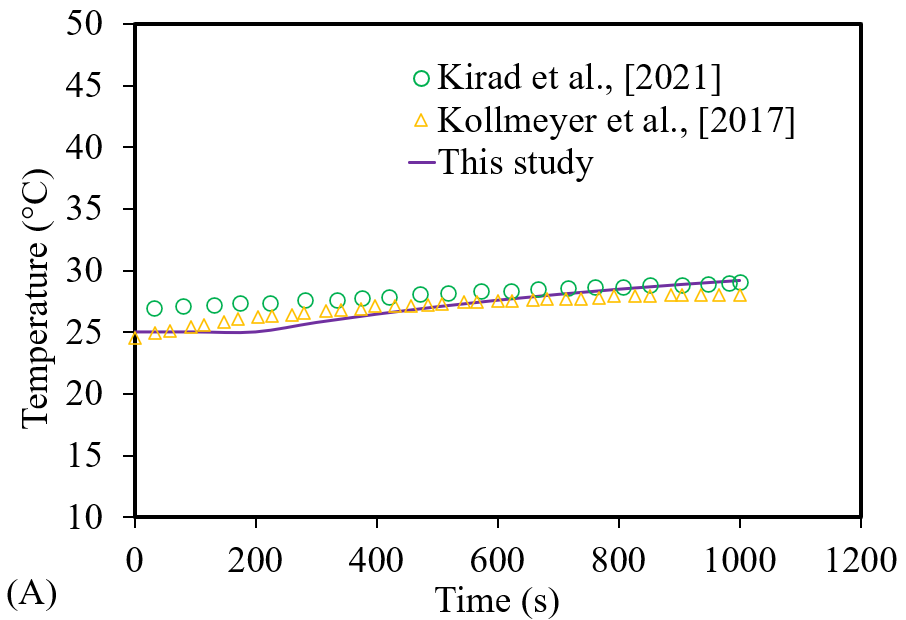 50
45
40
35
30
25
20
15
10
Temperature (°C)
Kirad et al., [2021]
Kollmeyer et al., [2017]
This study
0 200 400 600 800 1000 1200
Time (s)
(A)